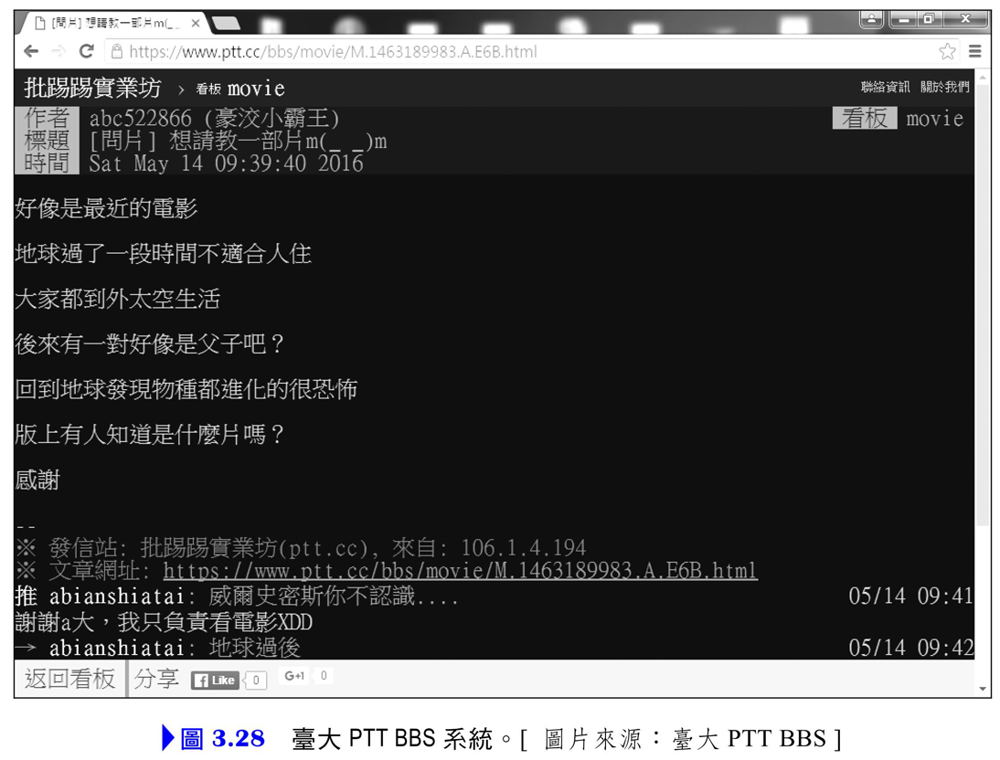 [問片] 想請教一部片m(_ _
https://www.ptt.cc/bbs/movie/M.1463189983.A.E6B.html
批踢踢實業坊 › 看板 movie 聯絡資訊 關於我們
作者 abc522866 (豪洨小霸王) 看板 movie
標題 [問片] 想請教一部片m(_ _)m
時間 Sat May 14 09:39:40 2016
好像是最近的電影
地球過了一段時間不適合人住
大家都到外太空生活
後來有一對好像是父子吧？
回到地球發現物種都進化的很恐怖
版上有人知道是什麼片嗎？
感謝
--
※ 發信站: 批踢踢實業坊(ptt.cc), 來自: 106.1.4.194
※ 文章網址: https://www.ptt.cc/bbs/movie/M.1463189983.A.E6B.html
推 abianshiatai: 威爾史密斯你不認識.... 05/14 09:41
謝謝a大，我只負責看電影XDD
→ abianshiatai: 地球過後 05/14 09:42
返回看板 分享 f Like 0 G+1 0
圖 3.28 臺大 PTT BBS 系統。[ 圖片來源：臺大 PTT BBS ]